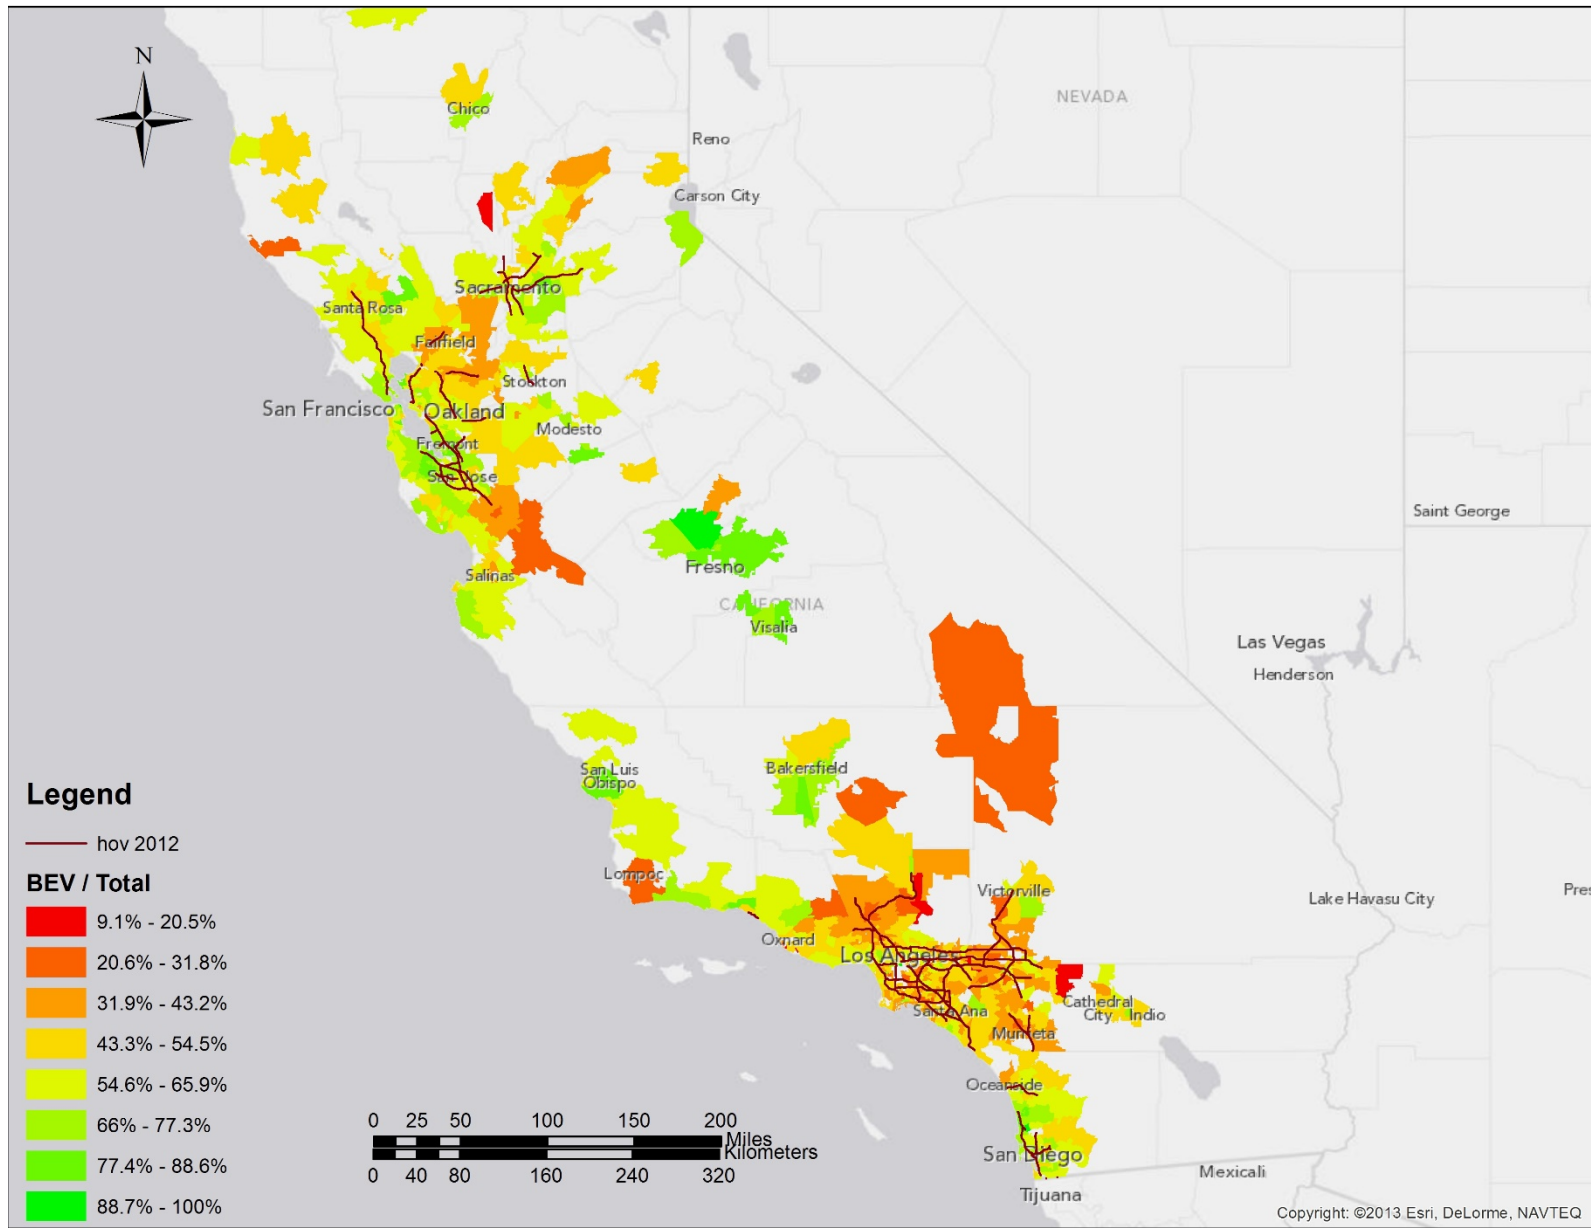 N
NEVADA
Chico
Reno
Carson City
Sacramento
Santa Rosa
Fairfield
Stockton
San Francisco
Oakland
Modesto
Fremont
San Jose
Saint George
Fresno
Salinas
CALIFORNIA
Visalia
Las Vegas
Henderson
San Luis
Obispo
Bakersfield
Lompoc
Victorville
Lake Havasu City
Pres
Oxnard
Los Angeles
Cathedral
City
Indio
Santa Ana
Murrieta
Oceanside
San Diego
Mexicali
Tijuana
Legend
hov 2012
BEV / Total
9.1% - 20.5%
20.6% - 31.8%
31.9% - 43.2%
43.3% - 54.5%
54.6% - 65.9%
66% - 77.3%
77.4% - 88.6%
88.7% - 100%
0 25 50 100 150 200
Miles
Kilometers
0 40 80 160 240 320
Copyright: ©2013 Esri, DeLorme, NAVTEQ